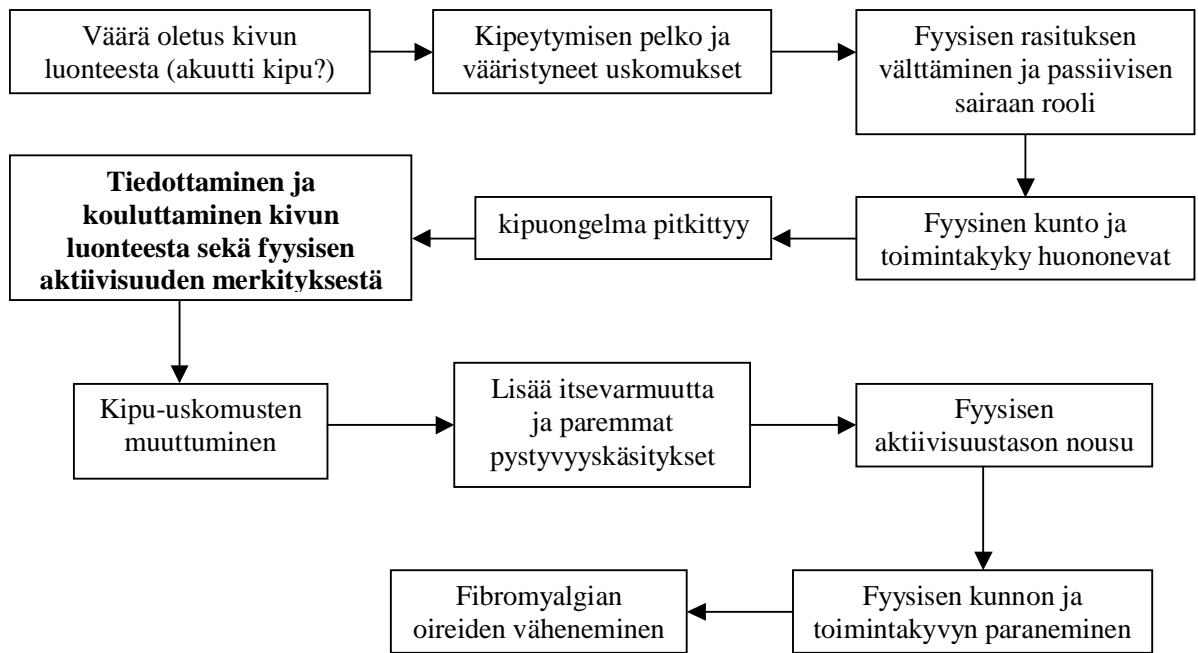 Väärä oletus kivun
luonteesta (akuutti kipu?)
Kipeytymisen pelko ja
vääristyneet uskomukset
Fyysisen rasituksen
välttäminen ja passiivisen
sairaan rooli
Fyysinen kunto ja
toimintakyky huononevat
kipuongelma pitkittyy
Tiedottaminen ja
kouluttaminen kivun
luonteesta sekä fyysisen
aktiivisuuden merkityksestä
Kipu-uskomusten
muuttuminen
Lisää itsevarmuutta
ja paremmat
pystyvyyskäsitykset
Fyysisen
aktiivisuustason nousu
Fyysisen kunnon ja
toimintakyvyn paraneminen
Fibromyalgian
oireiden väheneminen